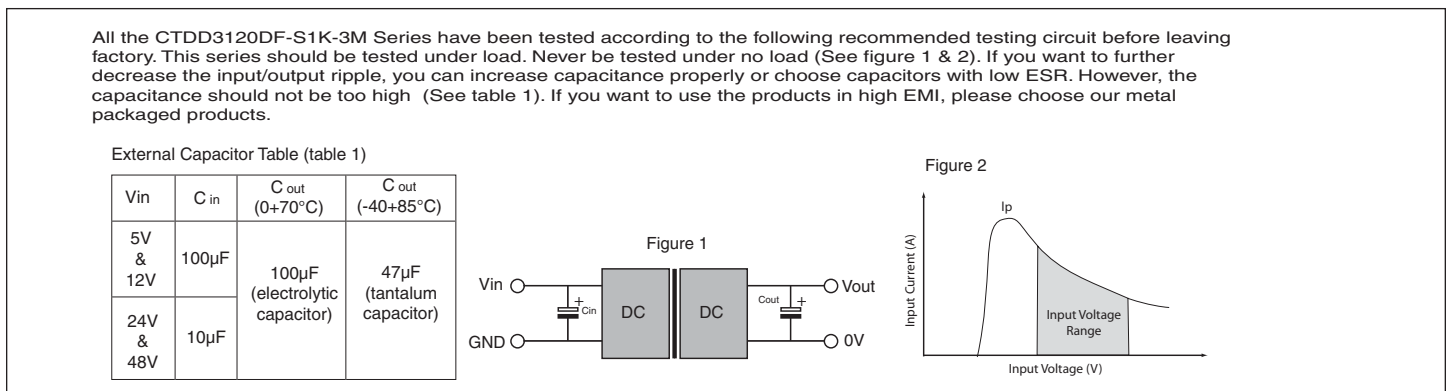 All the CTDD3120DF-S1K-3M Series have been tested according to the following recommended testing circuit before leaving
factory. This series should be tested under load. Never be tested under no load (See figure 1 & 2). If you want to further
decrease the input/output ripple, you can increase capacitance properly or choose capacitors with low ESR. However, the
capacitance should not be too high (See table 1). If you want to use the products in high EMI, please choose our metal
packaged products.
External Capacitor Table (table 1)
Vin
C in
C out
(0+70°C)
C out
(-40+85°C)
5V
&
12V
100µF
100µF
(electrolytic
capacitor)
47µF
(tantalum
capacitor)
24V
&
48V
10µF
Figure 1
Vin
+
Cin
GND
DC
DC
Cout
+
Vout
0V
Figure 2
Ip
Input Current (A)
Input Voltage
Range
Input Voltage (V)